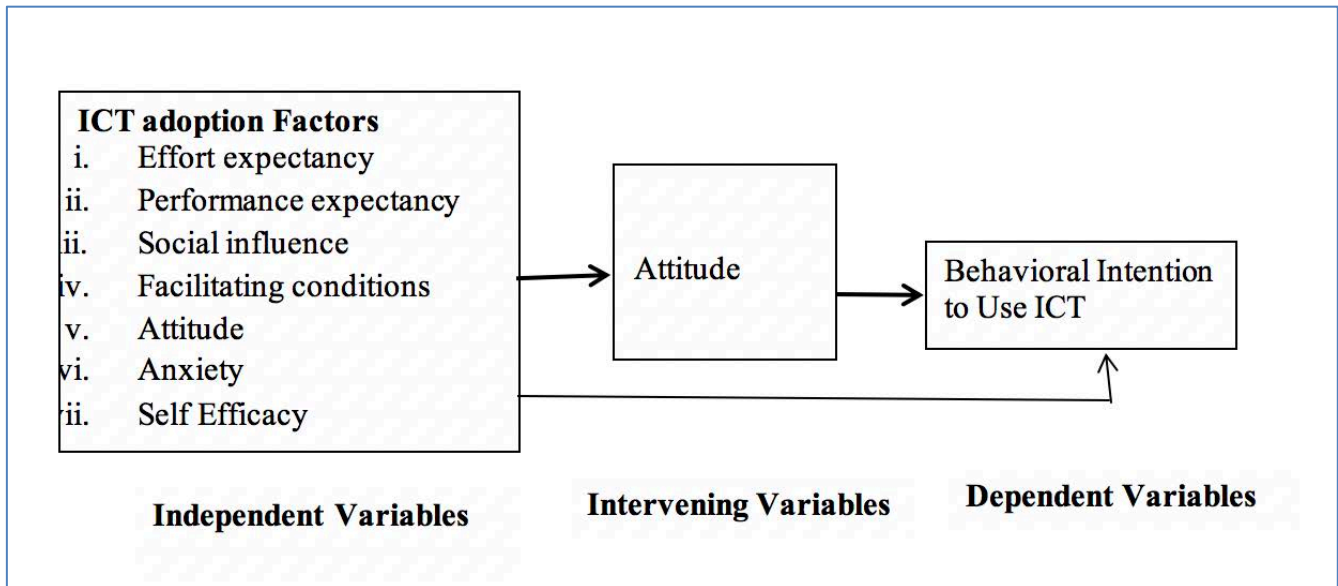 ICT adoption Factors
i. Effort expectancy
ii. Performance expectancy
ii. Social influence
iv. Facilitating conditions
v. Attitude
vi. Anxiety
ii. Self Efficacy
Attitude
Behavioral Intention
to Use ICT
Independent Variables
Intervening Variables
Dependent Variables